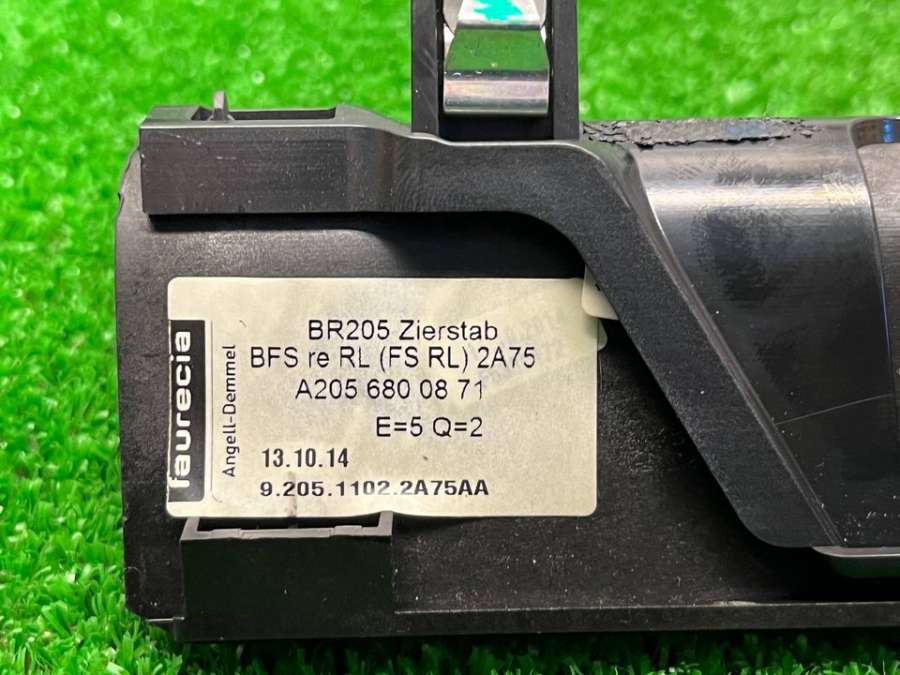 faurecia
Angell-Demmel
BR205 Zierstab
BFS re RL (FS RL) 2A75
A205 680 08 71
E=5 Q=2
13.10.14
9.205.1102.2A75AA